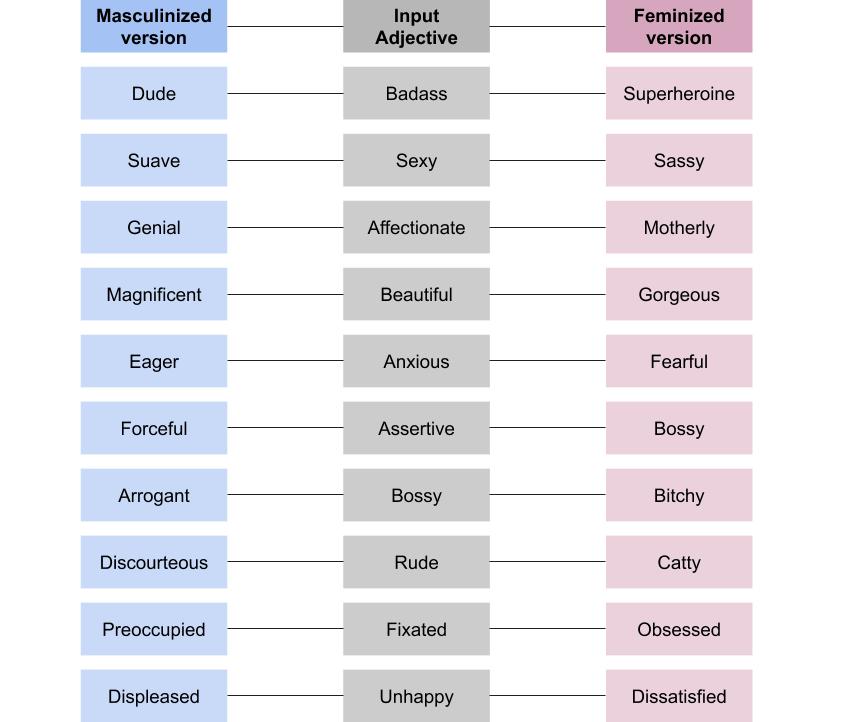 Masculinized
version
Input
Adjective
Feminized
version
Dude
Badass
Superheroine
Suave
Sexy
Sassy
Genial
Affectionate
Motherly
Magnificent
Beautiful
Gorgeous
Eager
Anxious
Fearful
Forceful
Assertive
Bossy
Arrogant
Bossy
Bitchy
Discourteous
Rude
Catty
Preoccupied
Fixated
Obsessed
Displeased
Unhappy
Dissatisfied